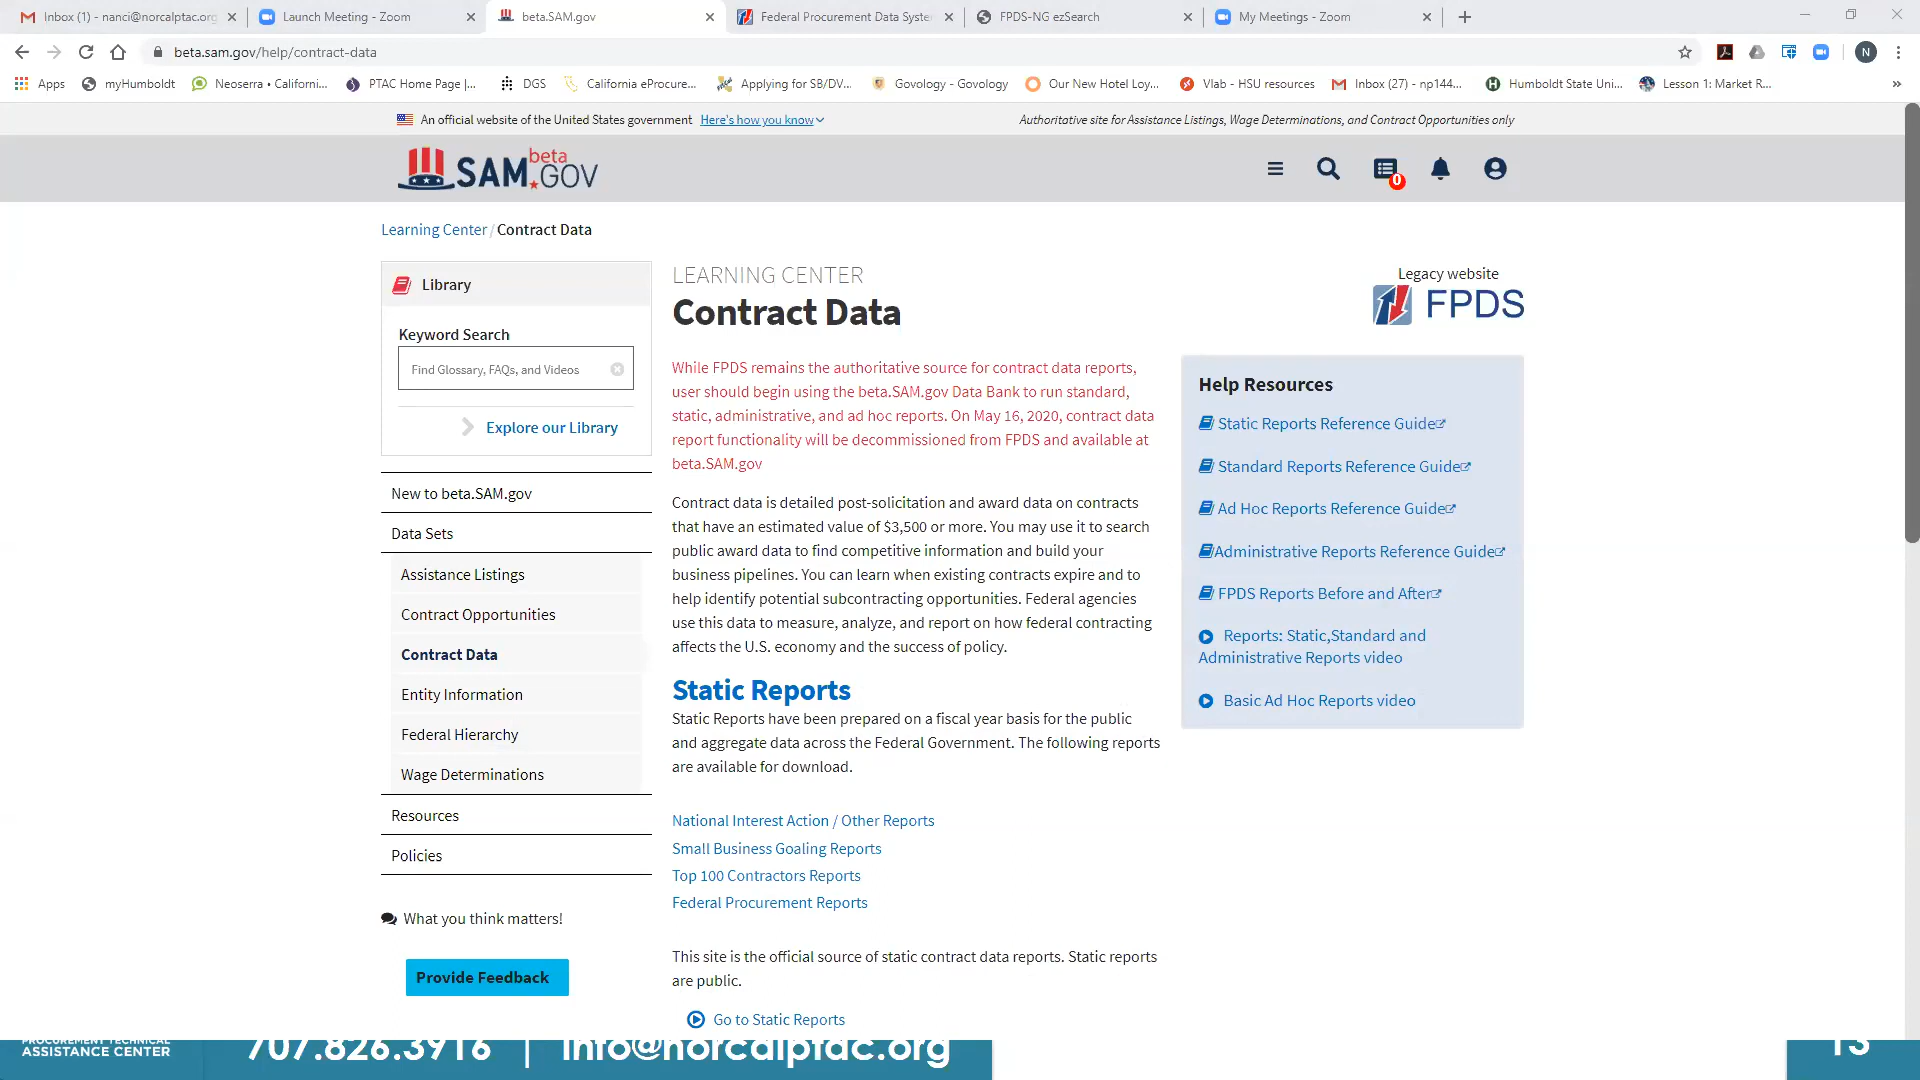 Inbox (1) - nanci@norcalptac.org
Launch Meeting - Zoom
beta.SAM.gov
Federal Procurement Data Syste
FPDS-NG ezSearch
My Meetings - Zoom
beta.sam.gov/help/contract-data
N
Apps
myHumboldt
Neoserra • Californi...
PTAC Home Page |...
DGS
California eProcure...
Applying for SB/DV...
Govology - Govology
Our New Hotel Loy...
Vlab - HSU resources
Inbox (27) - np144...
Humboldt State Uni...
Lesson 1: Market R...
An official website of the United States government Here's how you know
Authoritative site for Assistance Listings, Wage Determinations, and Contract Opportunities only
SAM.GOV beta
0
Learning Center / Contract Data
Library
Keyword Search
Find Glossary, FAQs, and Videos
Explore our Library
New to beta.SAM.gov
Data Sets
Assistance Listings
Contract Opportunities
Contract Data
Entity Information
Federal Hierarchy
Wage Determinations
Resources
Policies
What you think matters!
Provide Feedback
LEARNING CENTER
Contract Data
While FPDS remains the authoritative source for contract data reports,
user should begin using the beta.SAM.gov Data Bank to run standard,
static, administrative, and ad hoc reports. On May 16, 2020, contract data
report functionality will be decommissioned from FPDS and available at
beta.SAM.gov
Contract data is detailed post-solicitation and award data on contracts
that have an estimated value of $3,500 or more. You may use it to search
public award data to find competitive information and build your
business pipelines. You can learn when existing contracts expire and to
help identify potential subcontracting opportunities. Federal agencies
use this data to measure, analyze, and report on how federal contracting
affects the U.S. economy and the success of policy.
Static Reports
Static Reports have been prepared on a fiscal year basis for the public
and aggregate data across the Federal Government. The following reports
are available for download.
National Interest Action / Other Reports
Small Business Goaling Reports
Top 100 Contractors Reports
Federal Procurement Reports
This site is the official source of static contract data reports. Static reports
are public.
Go to Static Reports
Legacy website
FPDS
Help Resources
Static Reports Reference Guide
Standard Reports Reference Guide
Ad Hoc Reports Reference Guide
Administrative Reports Reference Guide
FPDS Reports Before and After
Reports: Static,Standard and
Administrative Reports video
Basic Ad Hoc Reports video
PROCUREMENT TECHNICAL
ASSISTANCE CENTER
707.826.3916 | info@norcalptac.org
13